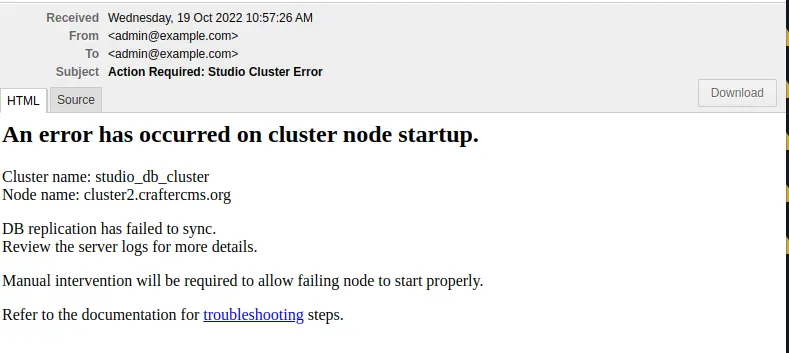 Received Wednesday, 19 Oct 2022 10:57:26 AM
From <admin@example.com>
To <admin@example.com>
Subject Action Required: Studio Cluster Error
Download
HTML Source
An error has occurred on cluster node startup.
Cluster name: studio_db_cluster
Node name: cluster2.craftercms.org
DB replication has failed to sync.
Review the server logs for more details.
Manual intervention will be required to allow failing node to start properly.
Refer to the documentation for troubleshooting steps.